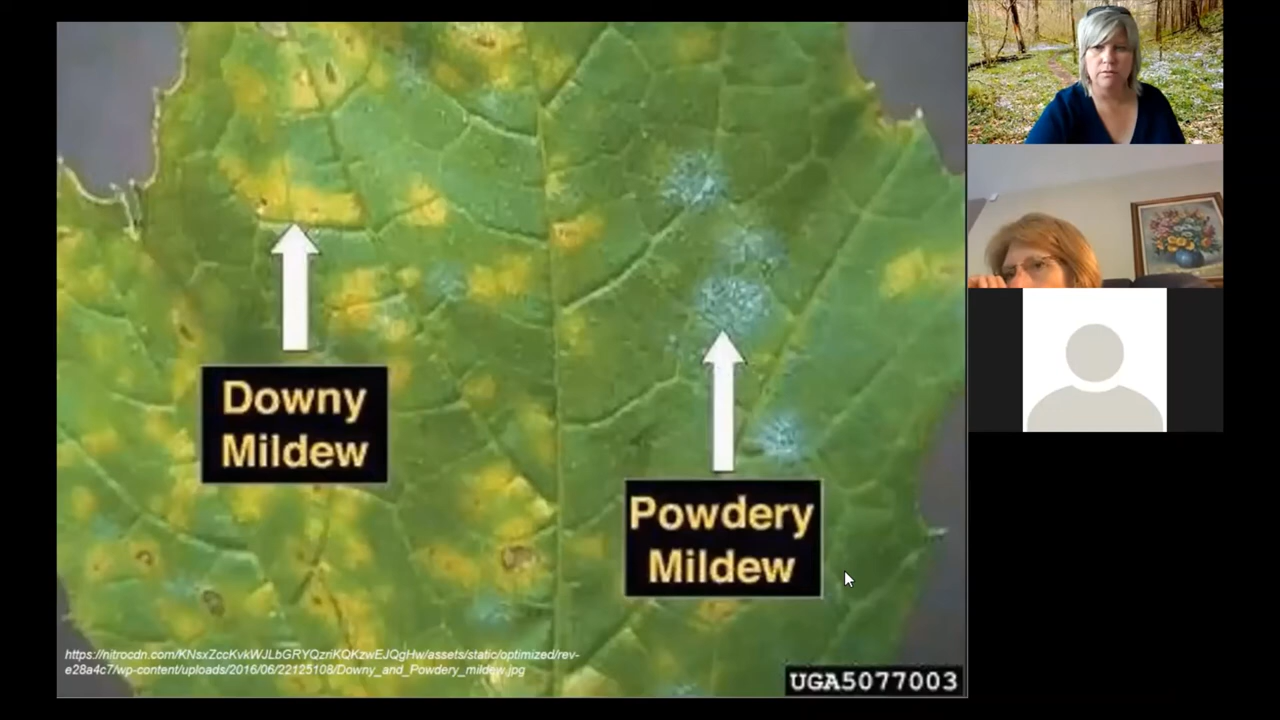 Downy
Mildew
Powdery
Mildew
https://nitrocdn.com/KNsxZccKvkWJLbGRYQzriKQKzwEJQgHw/assets/static/optimized/rev-
e28a4c7/wp-content/uploads/2016/06/22125108/Downy_and_Powdery_mildew.jpg
UGA5077003